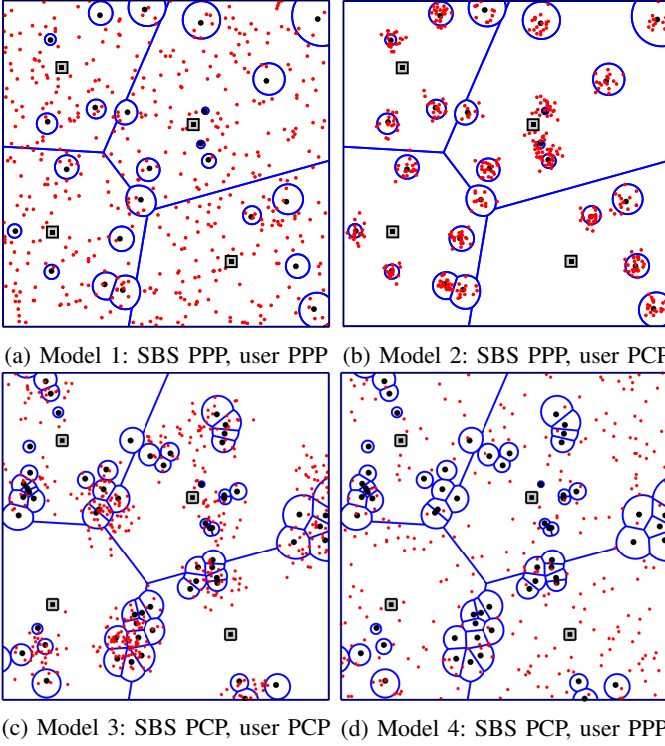 (a) Model 1: SBS PPP, user PPP
(b) Model 2: SBS PPP, user PCP
(c) Model 3: SBS PCP, user PCP
(d) Model 4: SBS PCP, user PPP